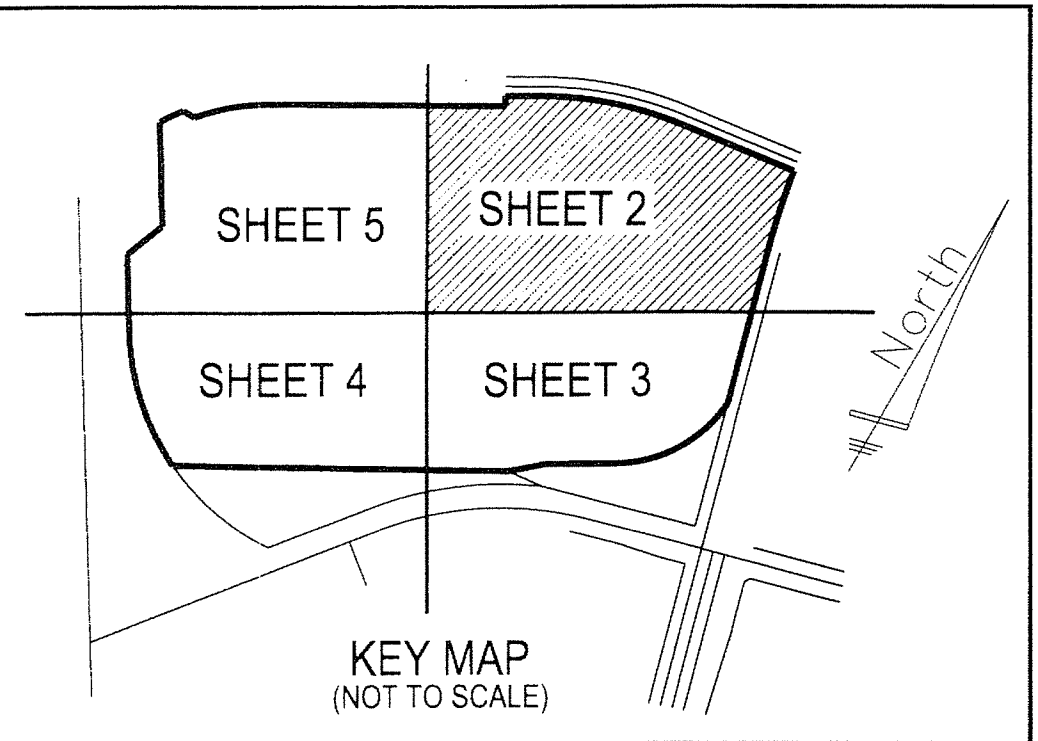 SHEET 5
SHEET 2
North
SHEET 4
SHEET 3
KEY MAP
(NOT TO SCALE)